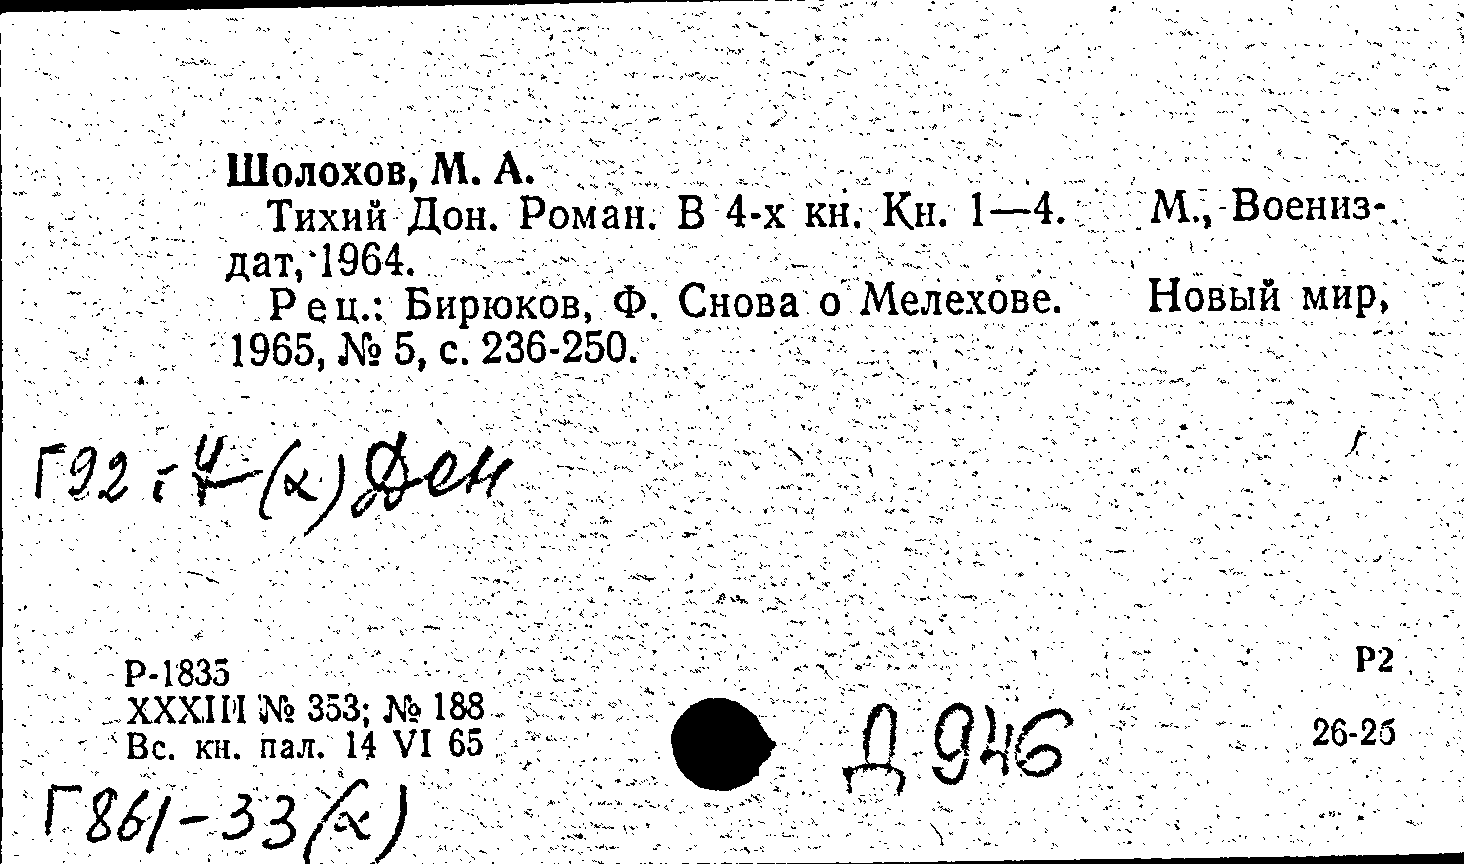 Шолохов, М. А.
Тихий Дон. Роман. В 4-х кн. Кн. 1—4. М., Воениз-
дат, 1964.
Рец.: Бирюков, Ф. Снова о Мелехове. Новый мир,
1965, № 5, с. 236-250.
Г92 (х) Дон
Р-1835
XXXIII № 353; № 188
Вс. кн. пал. 14 VI 65
Р2
26-25
Д 946
Г861-33(х)